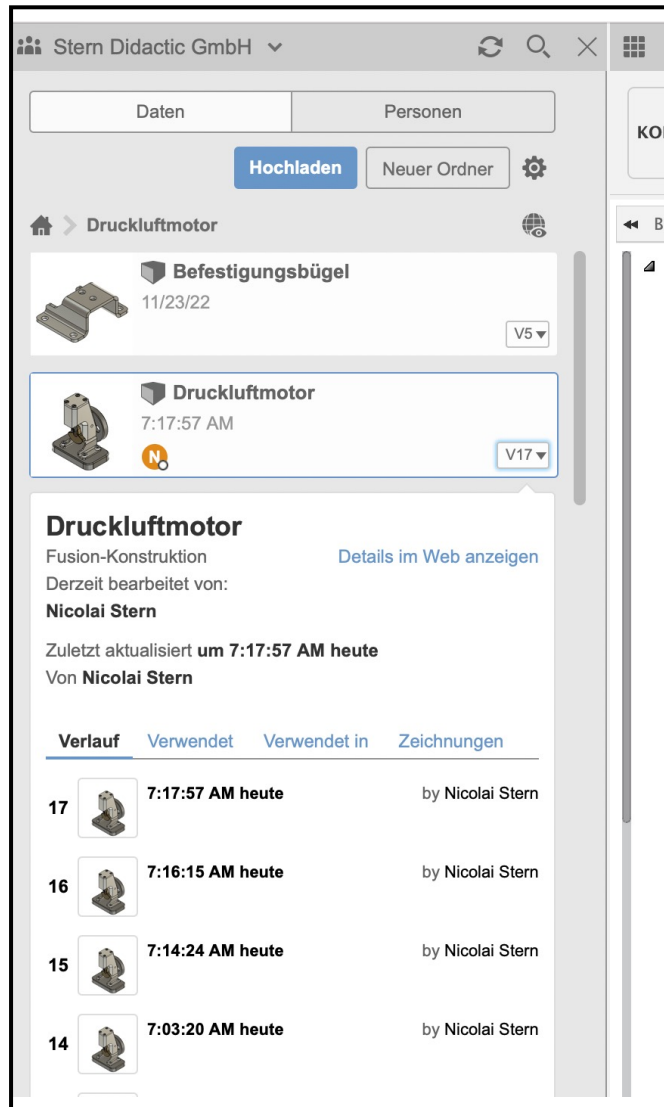 Stern Didactic GmbH
Daten Personen
Hochladen Neuer Ordner
KO
Druckluftmotor
B
Befestigungsbügel
11/23/22
V5
Druckluftmotor
7:17:57 AM
N
V17
Druckluftmotor
Fusion-Konstruktion Details im Web anzeigen
Derzeit bearbeitet von:
Nicolai Stern
Zuletzt aktualisiert um 7:17:57 AM heute
Von Nicolai Stern
Verlauf Verwendet Verwendet in Zeichnungen
17 7:17:57 AM heute by Nicolai Stern
16 7:16:15 AM heute by Nicolai Stern
15 7:14:24 AM heute by Nicolai Stern
14 7:03:20 AM heute by Nicolai Stern